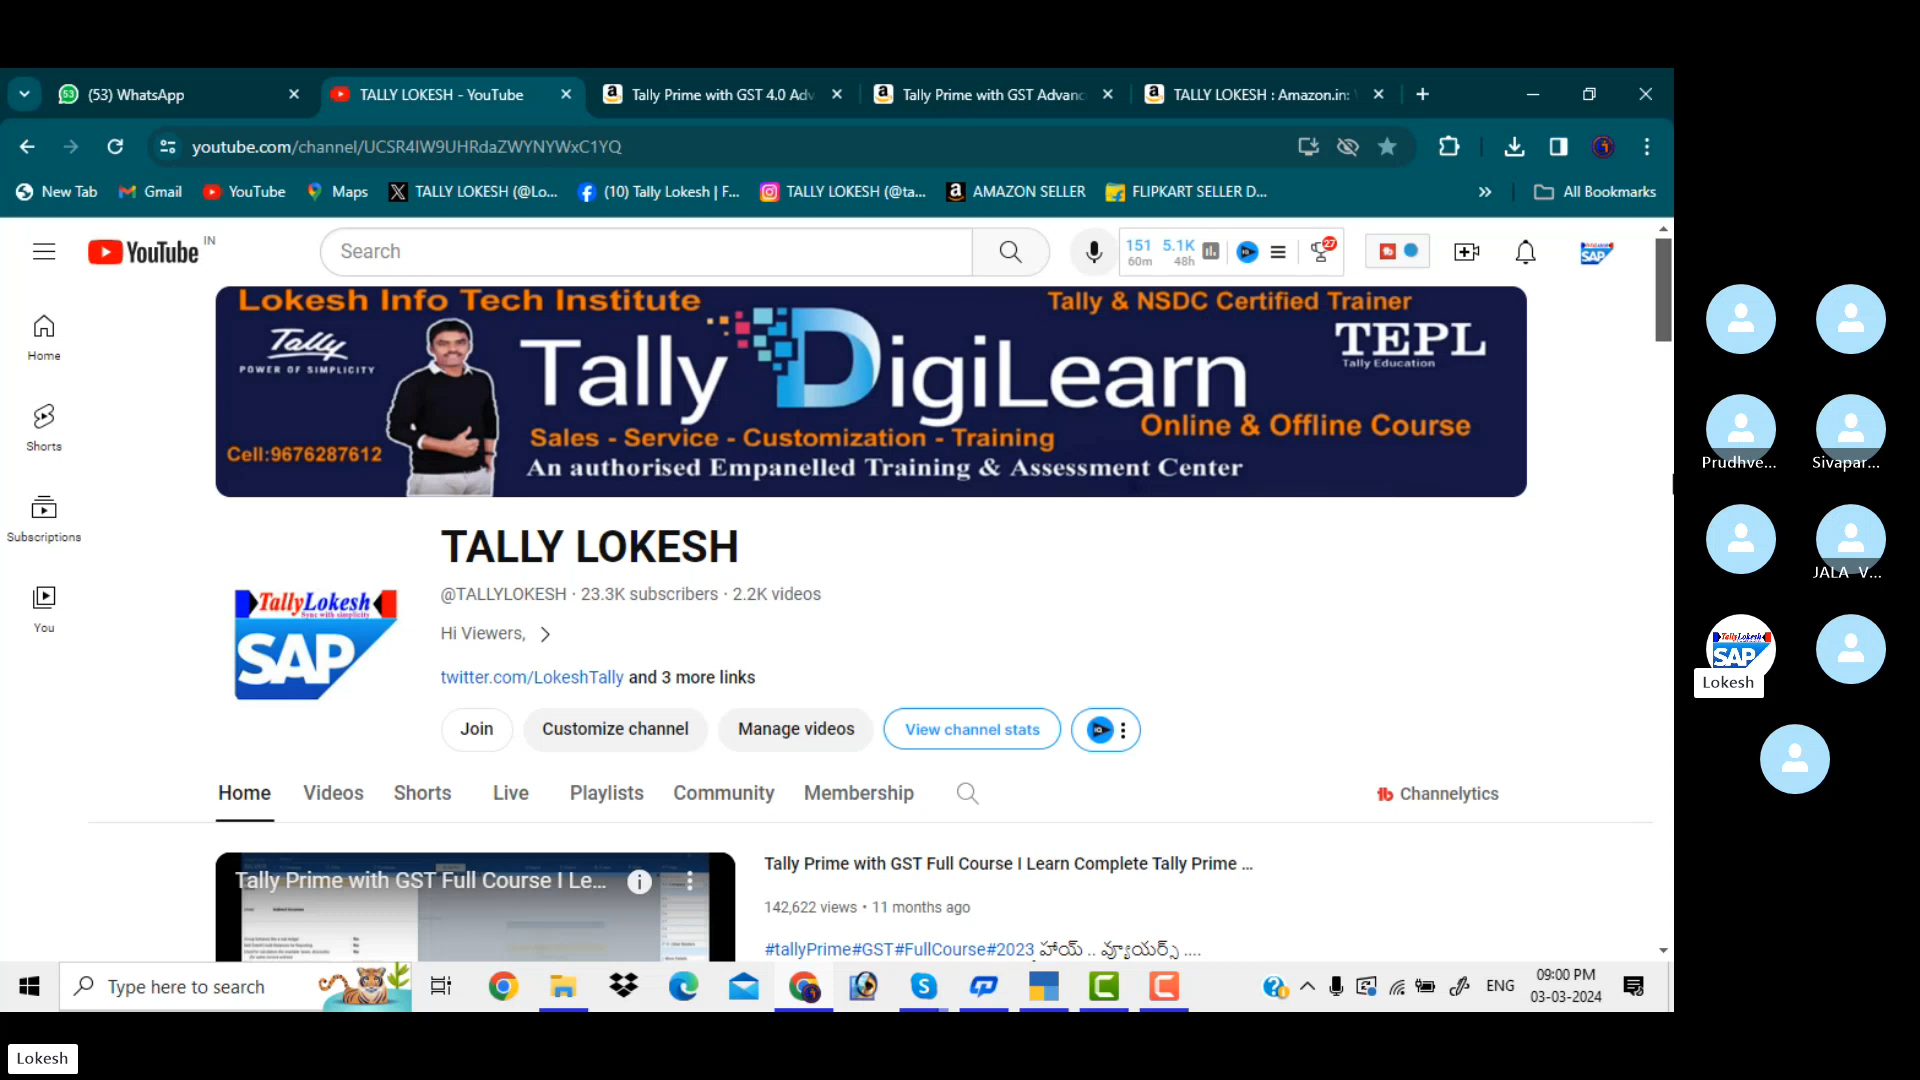 (53) WhatsApp
TALLY LOKESH - YouTube
Tally Prime with GST 4.0 Adv
Tally Prime with GST Advanc
TALLY LOKESH : Amazon.in:
youtube.com/channel/UCSR4IW9UHRdaZWYNYWxC1YQ
New Tab
Gmail
YouTube
Maps
TALLY LOKESH (@Lo...
(10) Tally Lokesh | F...
TALLY LOKESH (@ta...
AMAZON SELLER
FLIPKART SELLER D...
All Bookmarks
YouTube IN
Search
151 5.1K
60m 48h
27
SAP
Home
Shorts
Subscriptions
You
Lokesh Info Tech Institute
Tally & NSDC Certified Trainer
Tally
POWER OF SIMPLICITY
Tally DigiLearn
TEPL
Tally Education
Online & Offline Course
Sales - Service - Customization - Training
Cell:9676287612
An authorised Empanelled Training & Assessment Center
TALLY LOKESH
@TALLYLOKESH · 23.3K subscribers · 2.2K videos
Hi Viewers,
twitter.com/LokeshTally and 3 more links
TallyLokesh
Sync with simplicity
SAP
Join
Customize channel
Manage videos
View channel stats
Home
Videos
Shorts
Live
Playlists
Community
Membership
Channelytics
Tally Prime with GST Full Course I Le...
Tally Prime with GST Full Course I Learn Complete Tally Prime ...
142,622 views • 11 months ago
#tallyPrime#GST#FullCourse#2023 హాయ్ .. వ్యూయర్స్ ....
Type here to search
ENG
09:00 PM
03-03-2024
Prudhve...
Sivapar...
JALA V...
TallyLokesh
SAP
Lokesh
Lokesh